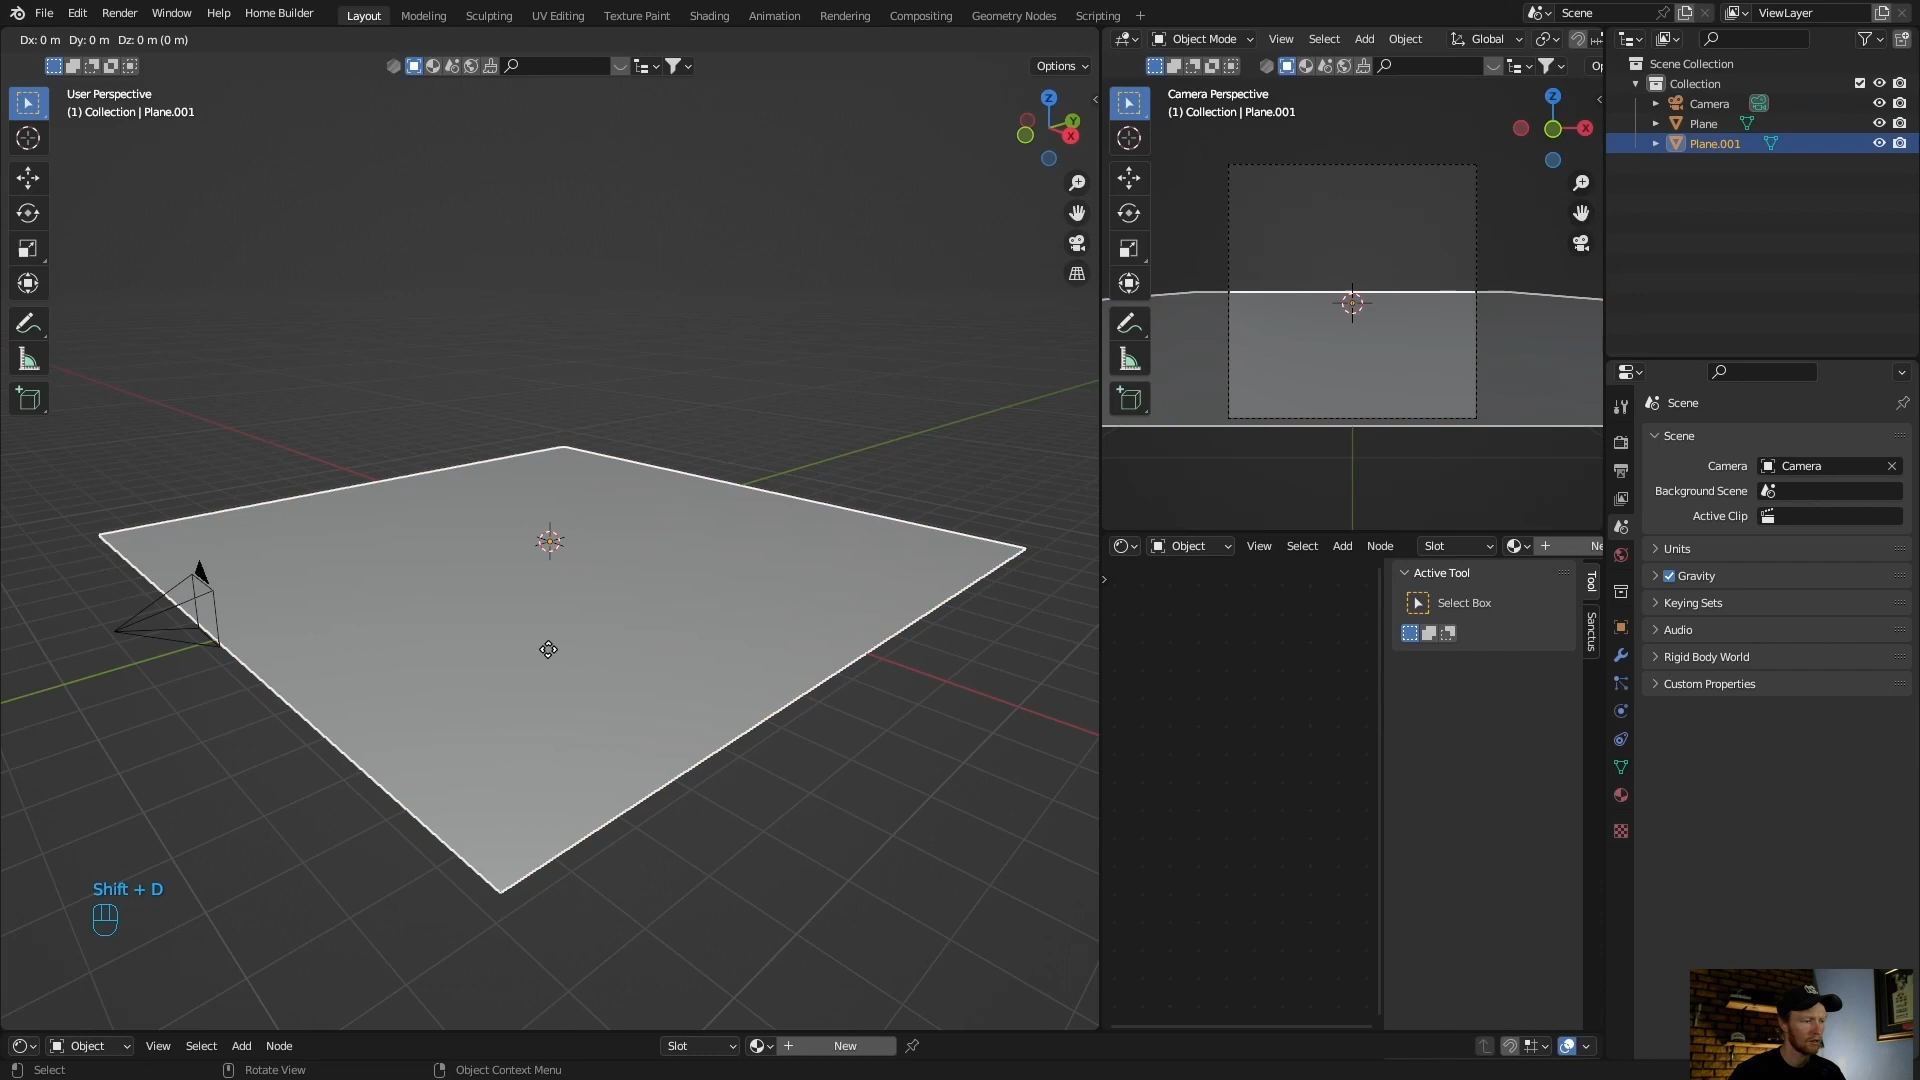 File Edit Render Window Help Home Builder
Layout Modeling Sculpting UV Editing Texture Paint Shading Animation Rendering Compositing Geometry Nodes Scripting
Scene ViewLayer
Dx: 0 m Dy: 0 m Dz: 0 m (0 m)
Object Mode View Select Add Object Global
Options
Op
User Perspective
(1) Collection | Plane.001
Z
Y
X
Camera Perspective
(1) Collection | Plane.001
Z
X
Scene Collection
Collection
Camera
Plane
Plane.001
Scene
Scene
Camera Camera
Background Scene
Active Clip
Units
Gravity
Keying Sets
Audio
Rigid Body World
Custom Properties
Object View Select Add Node Slot Ne
Active Tool
Select Box
Tool
Sanctus
Shift + D
Object View Select Add Node Slot New
Select Rotate View Object Context Menu